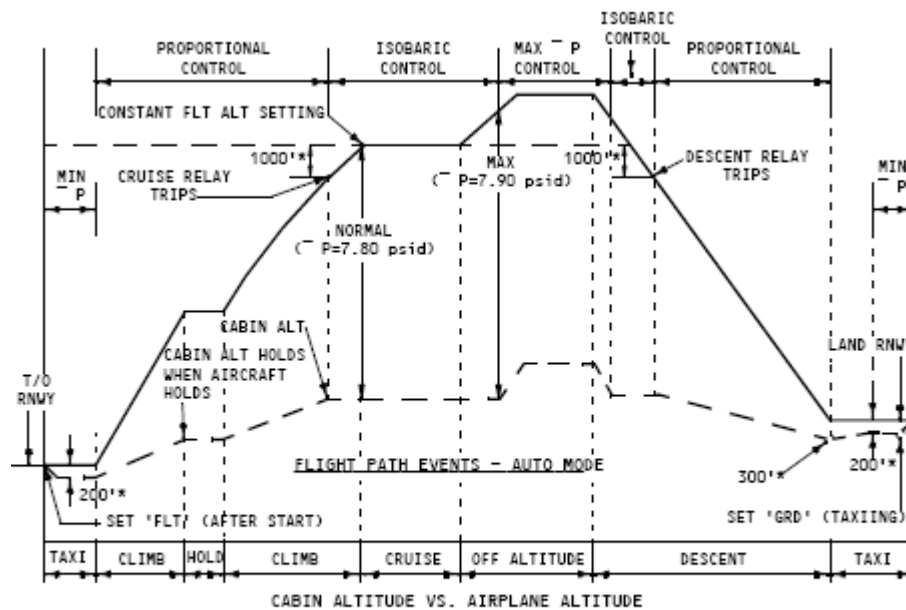 ISOBARIC
CONTROL
PROPORTIONAL
CONTROL
ISOBARIC
CONTROL
MAX ¯ P
CONTROL
PROPORTIONAL
CONTROL
CONSTANT FLT ALT SETTING
1000'*
CRUISE RELAY
TRIPS
MAX
(¯ P=7.90 psid)
1000'*
DESCENT RELAY
TRIPS
MIN
¯ P
MIN
¯ P
NORMAL
(¯ P=7.80 psid)
CABIN ALT
CABIN ALT HOLDS
WHEN AIRCRAFT
HOLDS
LAND RNWY
T/O
RNWY
FLIGHT PATH EVENTS - AUTO MODE
200'*
300'*
200'*
SET 'FLT' (AFTER START)
SET 'GRD' (TAXIING)
TAXI
CLIMB
HOLD
CLIMB
CRUISE
OFF ALTITUDE
DESCENT
TAXI
CABIN ALTITUDE VS. AIRPLANE ALTITUDE